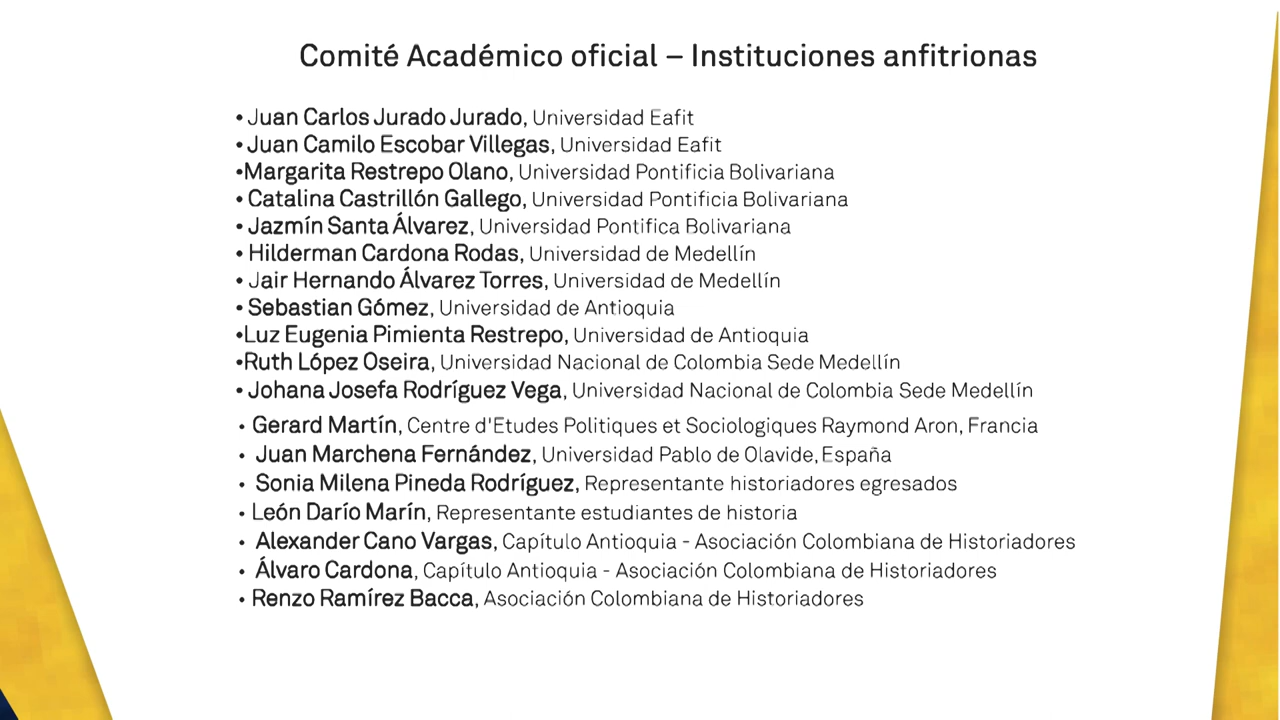 Comité Académico oficial – Instituciones anfitrionas
• Juan Carlos Jurado Jurado, Universidad Eafit
• Juan Camilo Escobar Villegas, Universidad Eafit
•Margarita Restrepo Olano, Universidad Pontificia Bolivariana
• Catalina Castrillón Gallego, Universidad Pontificia Bolivariana
• Jazmín Santa Álvarez, Universidad Pontifica Bolivariana
• Hilderman Cardona Rodas, Universidad de Medellín
• Jair Hernando Álvarez Torres, Universidad de Medellín
• Sebastian Gómez, Universidad de Antioquia
•Luz Eugenia Pimienta Restrepo, Universidad de Antioquia
•Ruth López Oseira, Universidad Nacional de Colombia Sede Medellín
• Johana Josefa Rodríguez Vega, Universidad Nacional de Colombia Sede Medellín
• Gerard Martín, Centre d'Etudes Politiques et Sociologiques Raymond Aron, Francia
• Juan Marchena Fernández, Universidad Pablo de Olavide, España
• Sonia Milena Pineda Rodríguez, Representante historiadores egresados
• León Darío Marín, Representante estudiantes de historia
• Alexander Cano Vargas, Capítulo Antioquia - Asociación Colombiana de Historiadores
• Álvaro Cardona, Capítulo Antioquia - Asociación Colombiana de Historiadores
• Renzo Ramírez Bacca, Asociación Colombiana de Historiadores